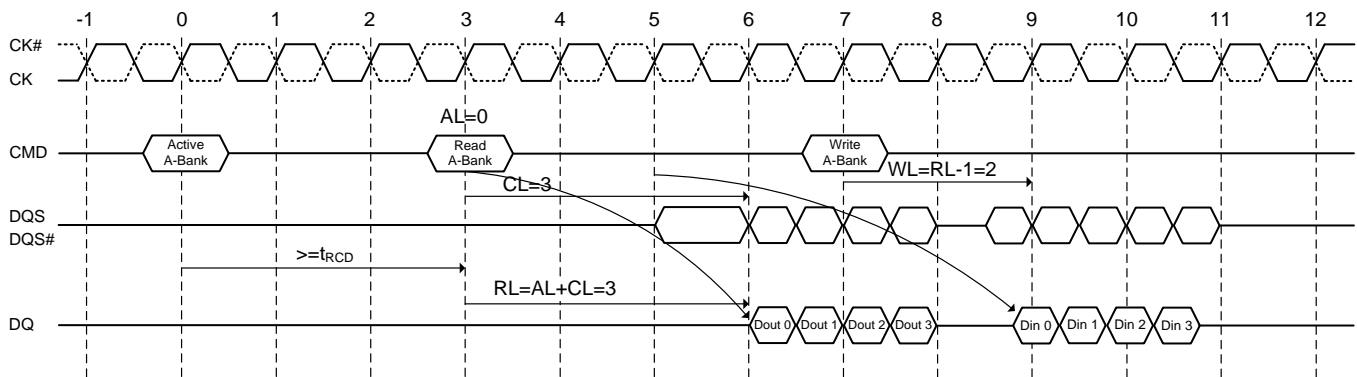 -1 0 1 2 3 4 5 6 7 8 9 10 11 12
CK#
CK
AL=0
CMD
Active
A-Bank
Read
A-Bank
Write
A-Bank
CL=3
WL=RL-1=2
DQS
DQS#
>=tRCD
RL=AL+CL=3
DQ
Dout 0 Dout 1 Dout 2 Dout 3 Din 0 Din 1 Din 2 Din 3